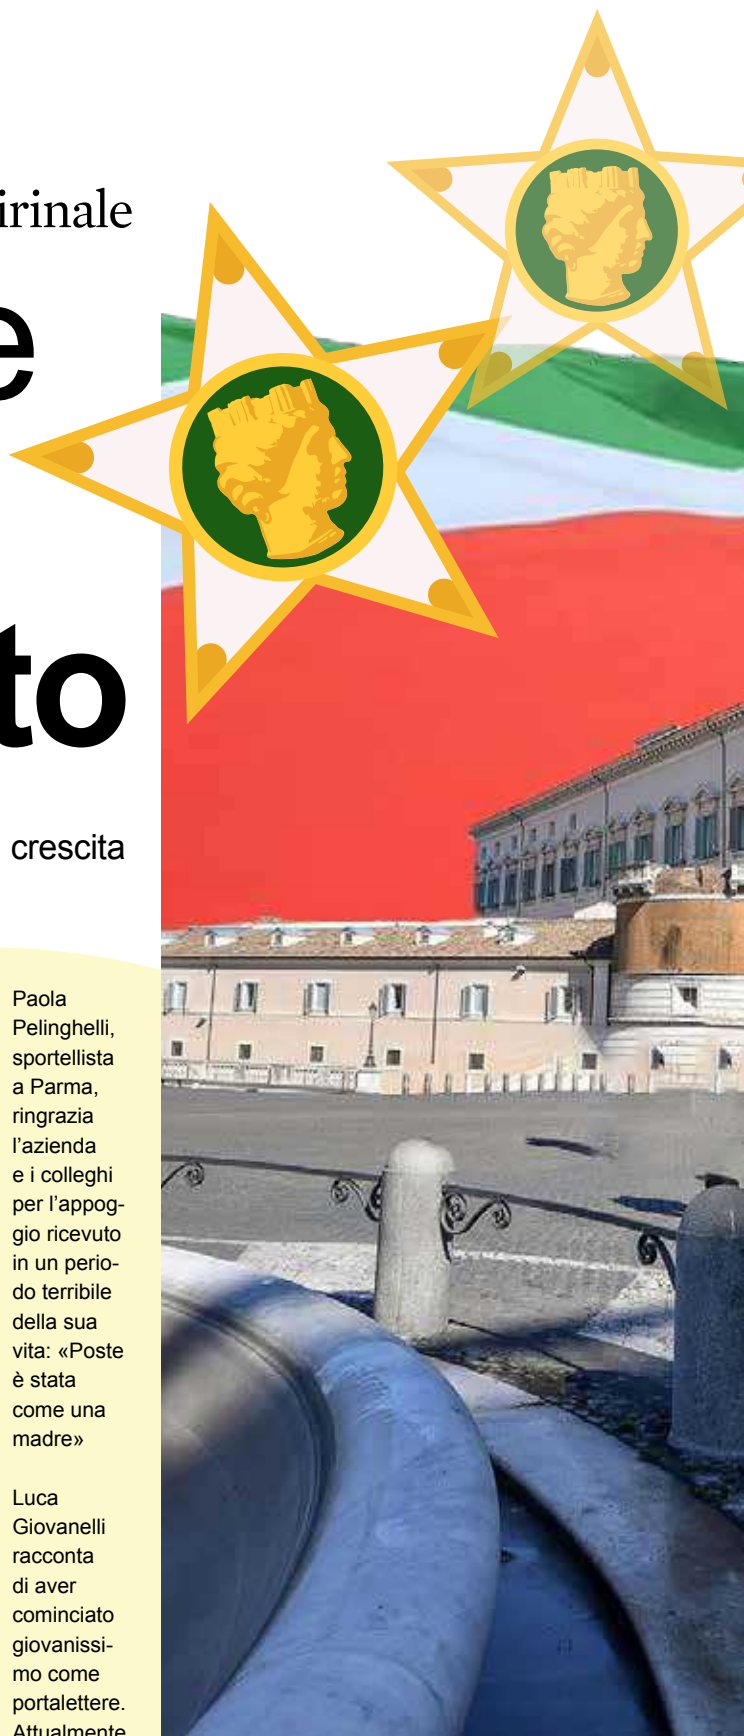 irinale
e
to
crescita
Paola
Pelinghelli,
sportellista
a Parma,
ringrazia
l’azienda
e i colleghi
per l’appog-
gio ricevuto
in un perio-
do terribile
della sua
vita: «Poste
è stata
come una
madre»
Luca
Giovanelli
racconta
di aver
cominciato
giovanissi-
mo come
portalettere.
Attualmente